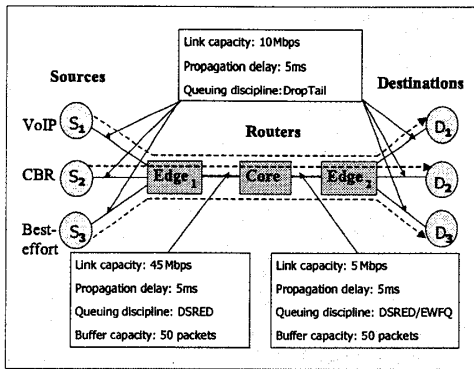 Link capacity: 10Mbps
Propagation delay: 5ms
Queuing discipline:DropTail
Sources
Destinations
Routers
VoIP
S1
D1
CBR
S2
Edge1
Core
Edge2
D2
Best-
effort
S3
D3
Link capacity: 45Mbps
Propagation delay: 5ms
Queuing discipline: DSRED
Buffer capacity: 50 packets
Link capacity: 5Mbps
Propagation delay: 5ms
Queuing discipline: DSRED/EWFQ
Buffer capacity: 50 packets